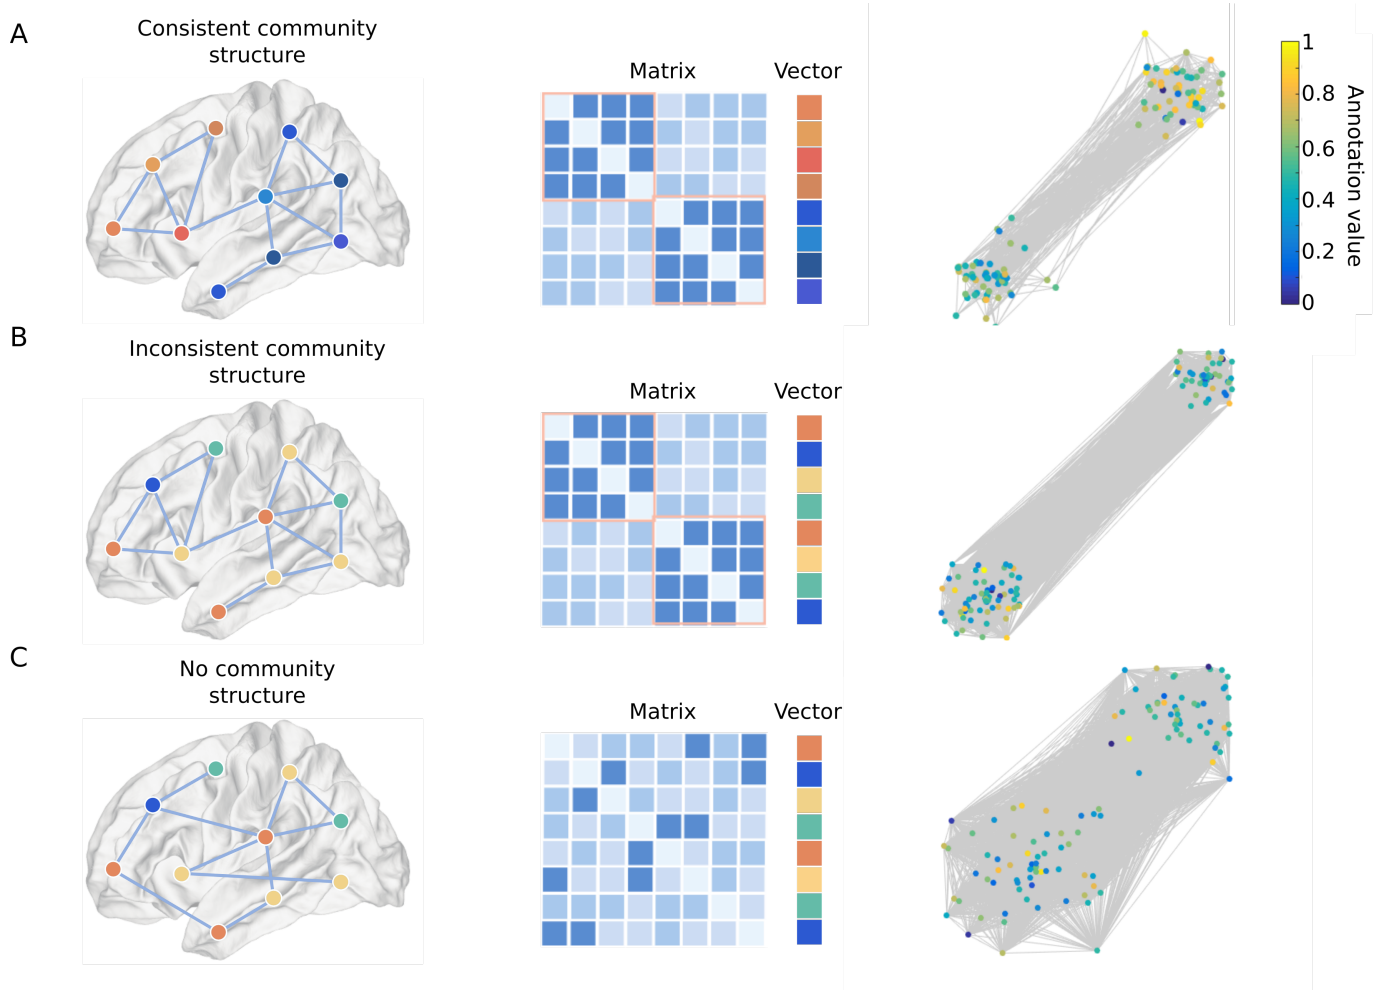 A
Consistent community
structure
Matrix
Vector
1
0.8
0.6
0.4
0.2
0
Annotation value
B
Inconsistent community
structure
Matrix
Vector
C
No community
structure
Matrix
Vector